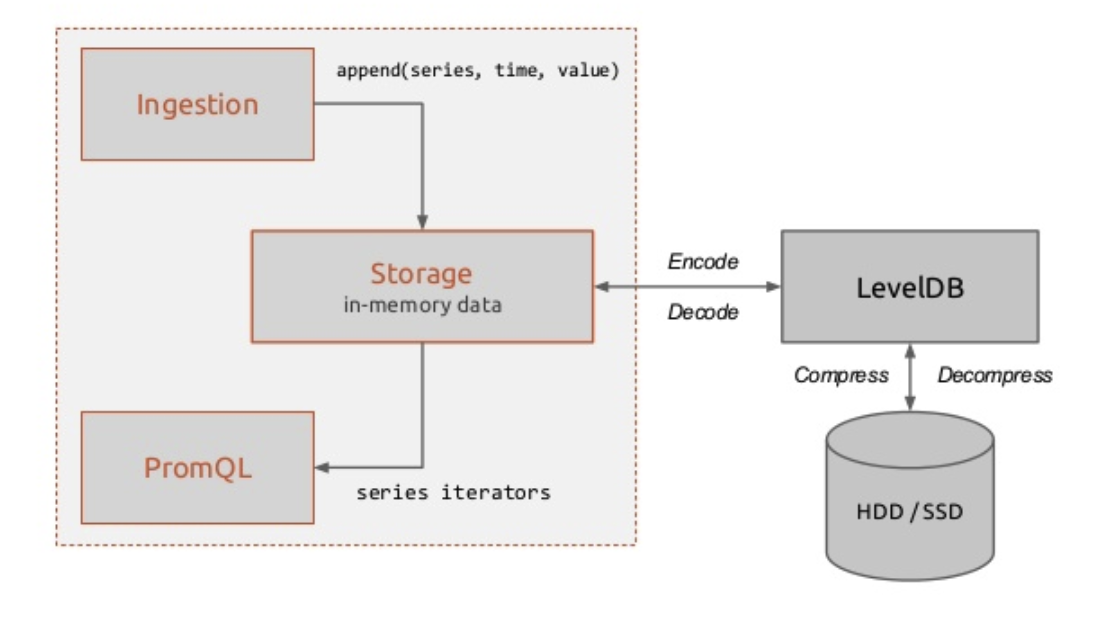 Ingestion
append(series, time, value)
Storage
in-memory data
Encode
Decode
LevelDB
Compress
Decompress
PromQL
series iterators
HDD / SSD